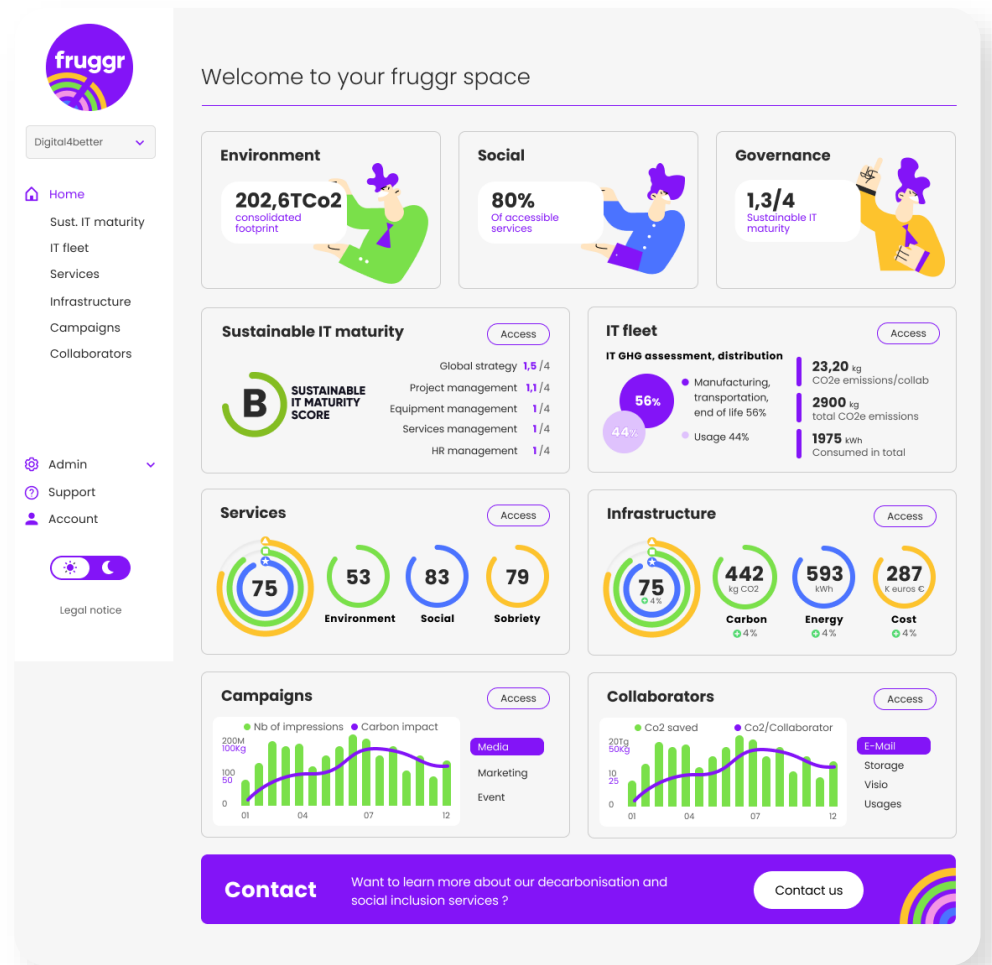 fruggr
Digital4better
Home
Sust. IT maturity
IT fleet
Services
Infrastructure
Campaigns
Collaborators
Admin
Support
Account
Legal notice
Welcome to your fruggr space
Environment
202,6TCo2
consolidated
footprint
Social
80%
Of accessible
services
Governance
1,3/4
Sustainable IT
maturity
Sustainable IT maturity
Access
B
SUSTAINABLE
IT MATURITY
SCORE
Global strategy 1,5 /4
Project management 1,1 /4
Equipment management 1 /4
Services management 1 /4
HR management 1 /4
IT fleet
Access
IT GHG assessment, distribution
56%
44%
Manufacturing,
transportation,
end of life 56%
Usage 44%
23,20 kg
CO2e emissions/collab
2900 kg
total CO2e emissions
1975 kWh
Consumed in total
Services
Access
75
53
Environment
83
Social
79
Sobriety
Infrastructure
Access
75
4%
442
kg CO2
Carbon
4%
593
kWh
Energy
4%
287
K euros €
Cost
4%
Campaigns
Access
Nb of impressions Carbon impact
200M
100Kg
100
50
0
01 04 07 12
Media
Marketing
Event
Collaborators
Access
Co2 saved Co2/Collaborator
20Tg
50Kg
10
25
0
01 04 07 12
E-Mail
Storage
Visio
Usages
Contact
Want to learn more about our decarbonisation and
social inclusion services ?
Contact us